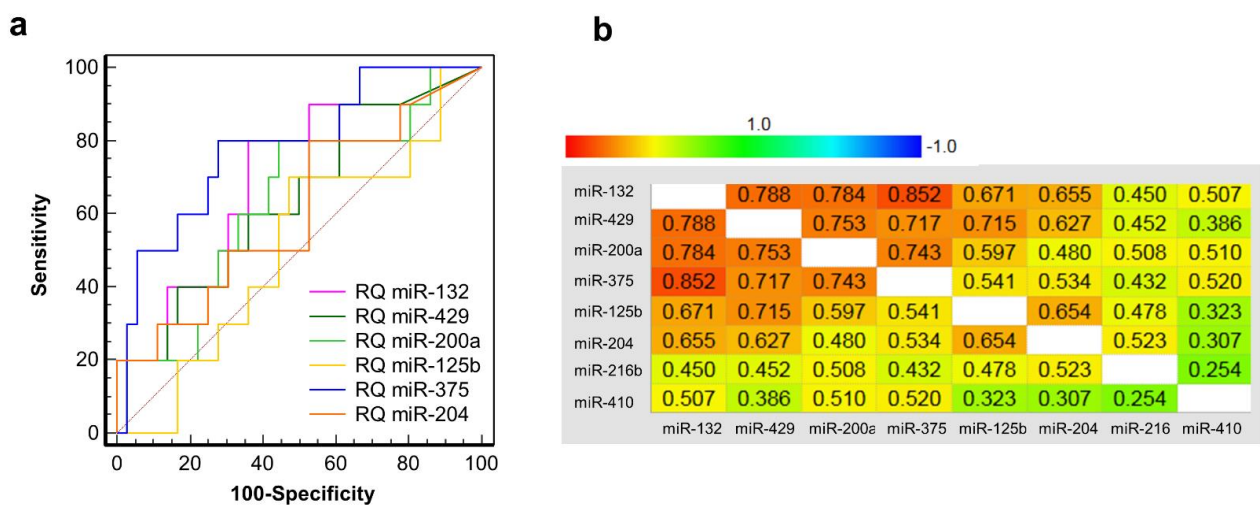 a
b
100
80
60
40
20
0
Sensitivity
RQ miR-132
RQ miR-429
RQ miR-200a
RQ miR-125b
RQ miR-375
RQ miR-204
0 20 40 60 80 100
100-Specificity
1.0
-1.0
miR-132 0.788 0.784 0.852 0.671 0.655 0.450 0.507
miR-429 0.788 0.753 0.717 0.715 0.627 0.452 0.386
miR-200a 0.784 0.753 0.743 0.597 0.480 0.508 0.510
miR-375 0.852 0.717 0.743 0.541 0.534 0.432 0.520
miR-125b 0.671 0.715 0.597 0.541 0.654 0.478 0.323
miR-204 0.655 0.627 0.480 0.534 0.654 0.523 0.307
miR-216b 0.450 0.452 0.508 0.432 0.478 0.523 0.254
miR-410 0.507 0.386 0.510 0.520 0.323 0.307 0.254
miR-132 miR-429 miR-200a miR-375 miR-125b miR-204 miR-216 miR-410